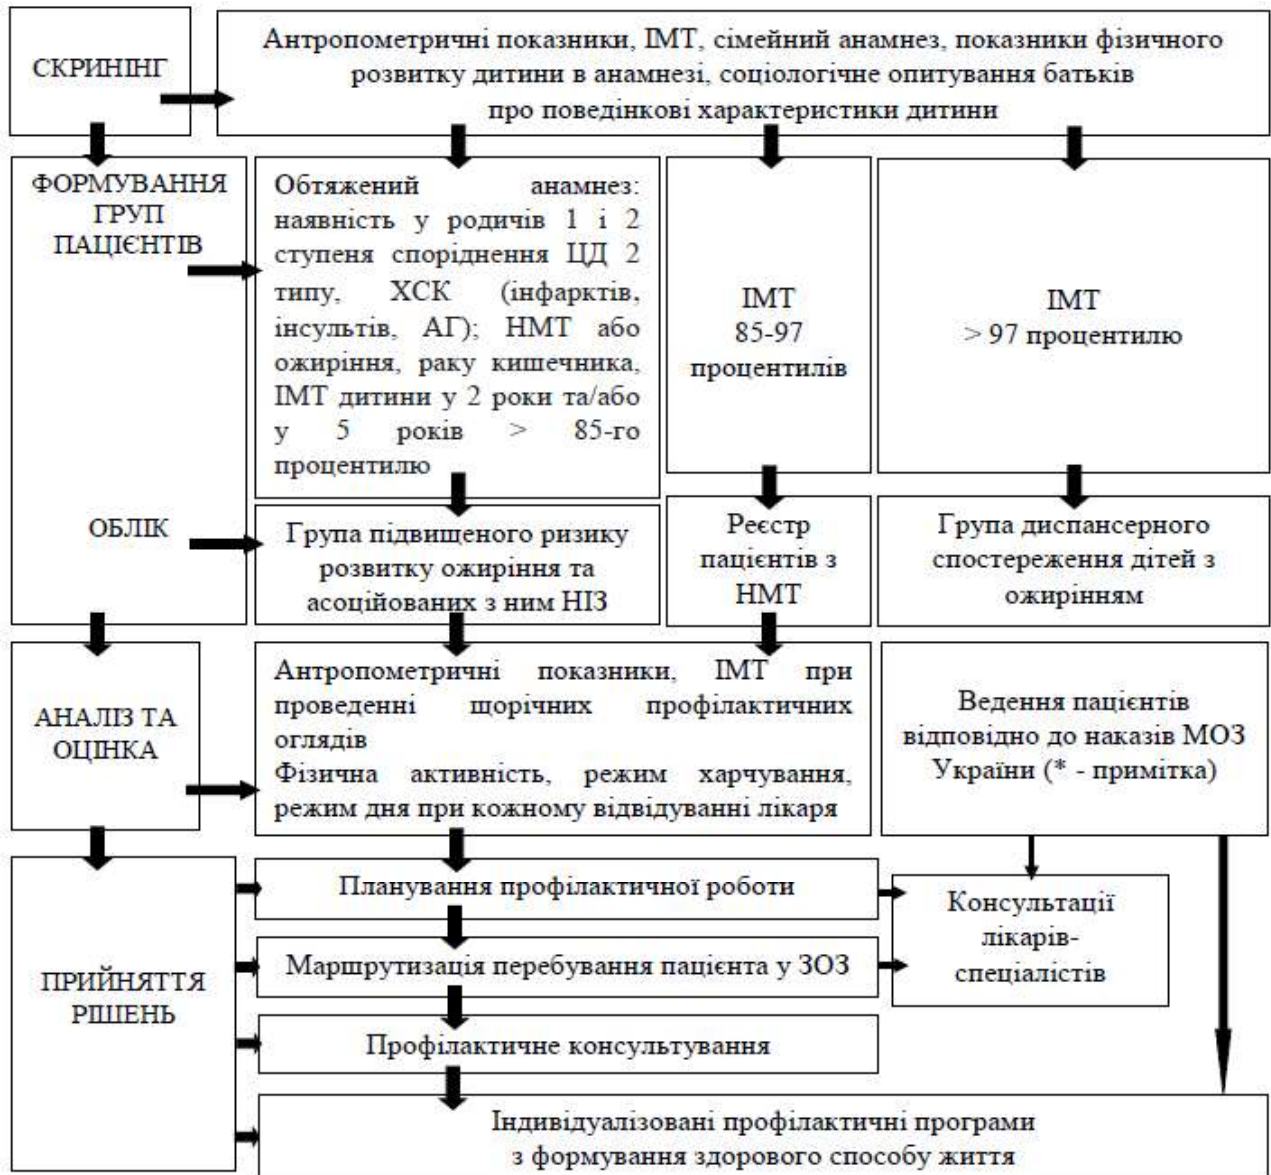 СКРИНІНГ
Антропометричні показники, ІМТ, сімейний анамнез, показники фізичного
розвитку дитини в анамнезі, соціологічне опитування батьків
про поведінкові характеристики дитини
ФОРМУВАННЯ
ГРУП
ПАЦІЄНТІВ
Обтяжений анамнез:
наявність у родичів 1 і 2
ступеня споріднення ЦД 2
типу, ХСК (інфарктів,
інсультів, АГ); НМТ або
ожиріння, раку кишечника,
ІМТ дитини у 2 роки та/або
у 5 років > 85-го
процентилю
ІМТ
85-97
процентилів
ІМТ
> 97 процентилю
ОБЛІК
Група підвищеного ризику
розвитку ожиріння та
асоційованих з ним НІЗ
Реєстр
пацієнтів з
НМТ
Група диспансерного
спостереження дітей з
ожирінням
АНАЛІЗ ТА
ОЦІНКА
Антропометричні показники, ІМТ при
проведенні щорічних профілактичних
оглядів
Фізична активність, режим харчування,
режим дня при кожному відвідуванні лікаря
Ведення пацієнтів
відповідно до наказів МОЗ
України (* - примітка)
ПРИЙНЯТТЯ
РІШЕНЬ
Планування профілактичної роботи
Маршрутизація перебування пацієнта у ЗОЗ
Консультації
лікарів-
спеціалістів
Профілактичне консультування
Індивідуалізовані профілактичні програми
з формування здорового способу життя